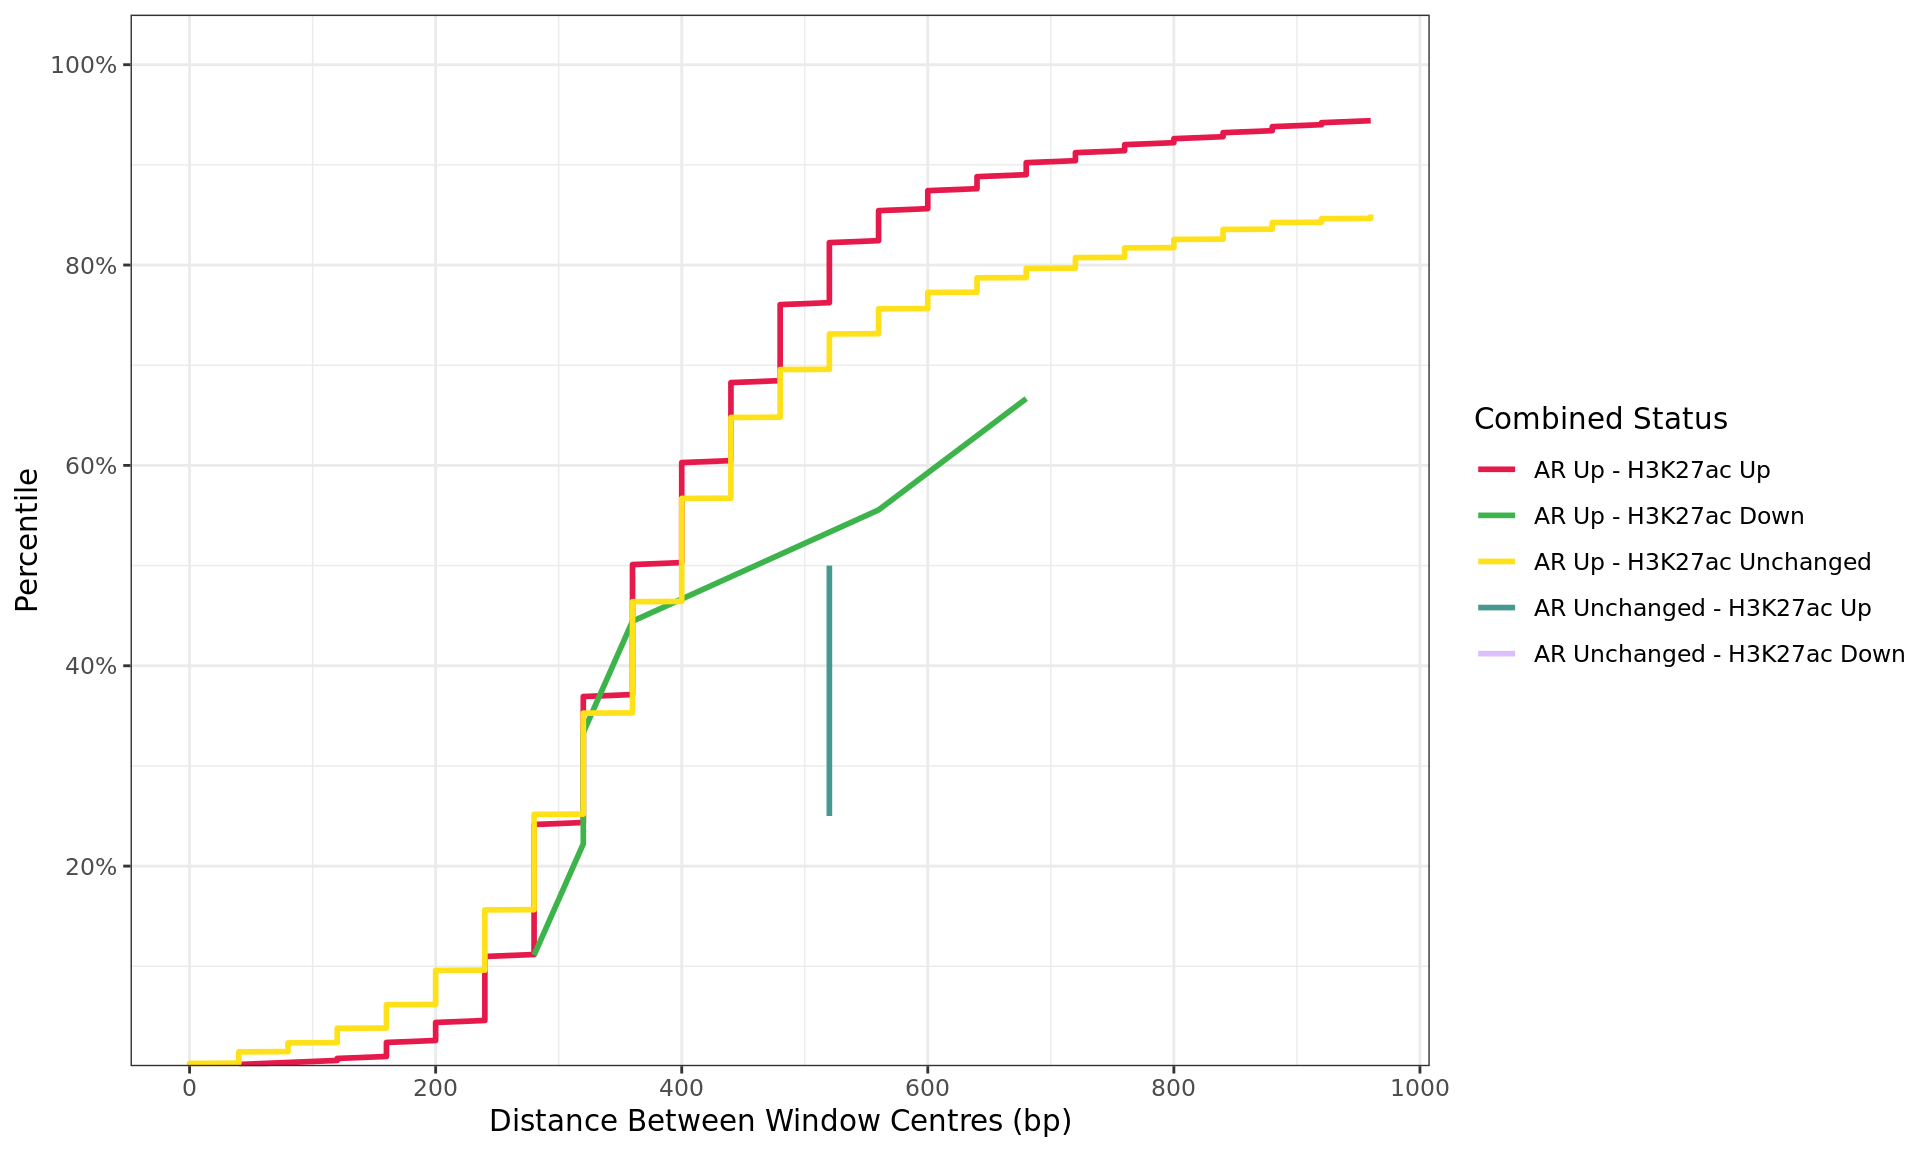 100%
80%
60%
40%
20%
Percentile
0 200 400 600 800 1000
Distance Between Window Centres (bp)
Combined Status
AR Up - H3K27ac Up
AR Up - H3K27ac Down
AR Up - H3K27ac Unchanged
AR Unchanged - H3K27ac Up
AR Unchanged - H3K27ac Down